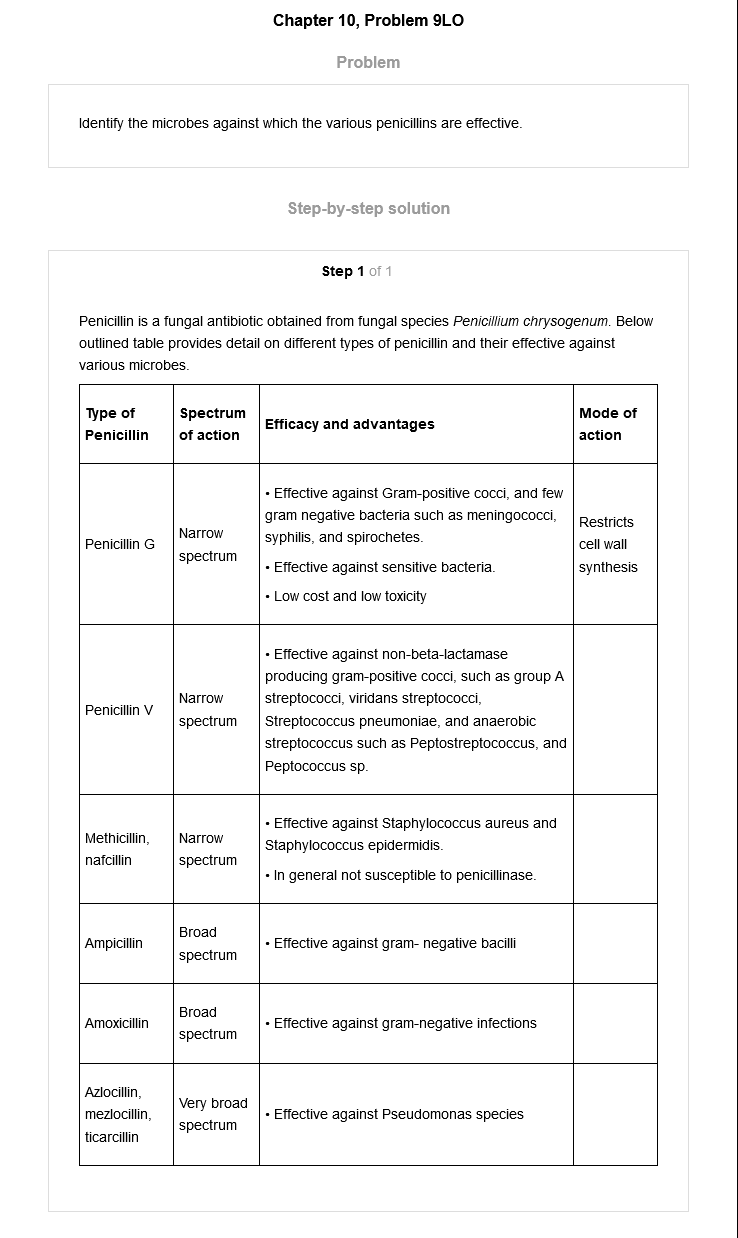 Chapter 10, Problem 9LO
Problem
Identify the microbes against which the various penicillins are effective.
Step-by-step solution
Step 1 of 1
Penicillin is a fungal antibiotic obtained from fungal species Penicillium chrysogenum. Below
outlined table provides detail on different types of penicillin and their effective against
various microbes.
Type of
Penicillin
Spectrum
of action
Efficacy and advantages
Mode of
action
Penicillin G
Narrow
spectrum
• Effective against Gram-positive cocci, and few
gram negative bacteria such as meningococci,
syphilis, and spirochetes.
• Effective against sensitive bacteria.
• Low cost and low toxicity
Restricts
cell wall
synthesis
Penicillin V
Narrow
spectrum
• Effective against non-beta-lactamase
producing gram-positive cocci, such as group A
streptococci, viridans streptococci,
Streptococcus pneumoniae, and anaerobic
streptococcus such as Peptostreptococcus, and
Peptococcus sp.
Methicillin,
nafcillin
Narrow
spectrum
• Effective against Staphylococcus aureus and
Staphylococcus epidermidis.
• In general not susceptible to penicillinase.
Ampicillin
Broad
spectrum
• Effective against gram- negative bacilli
Amoxicillin
Broad
spectrum
• Effective against gram-negative infections
Azlocillin,
mezlocillin,
ticarcillin
Very broad
spectrum
• Effective against Pseudomonas species